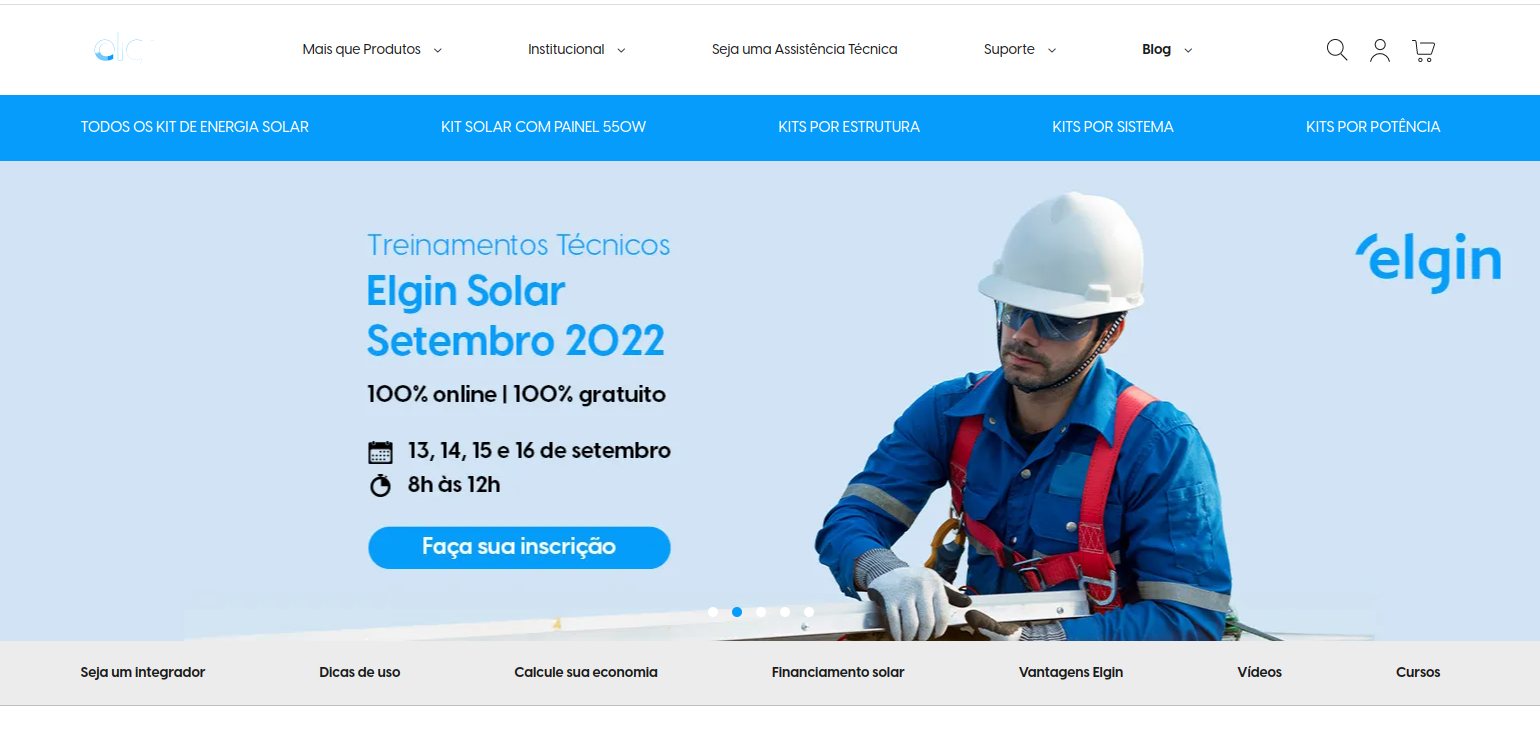 Mais que Produtos
Institucional
Seja uma Assistência Técnica
Suporte
Blog
TODOS OS KIT DE ENERGIA SOLAR
KIT SOLAR COM PAINEL 550W
KITS POR ESTRUTURA
KITS POR SISTEMA
KITS POR POTÊNCIA
Treinamentos Técnicos
Elgin Solar
Setembro 2022
100% online | 100% gratuito
13, 14, 15 e 16 de setembro
8h às 12h
Faça sua inscrição
elgin
Seja um integrador
Dicas de uso
Calcule sua economia
Financiamento solar
Vantagens Elgin
Vídeos
Cursos